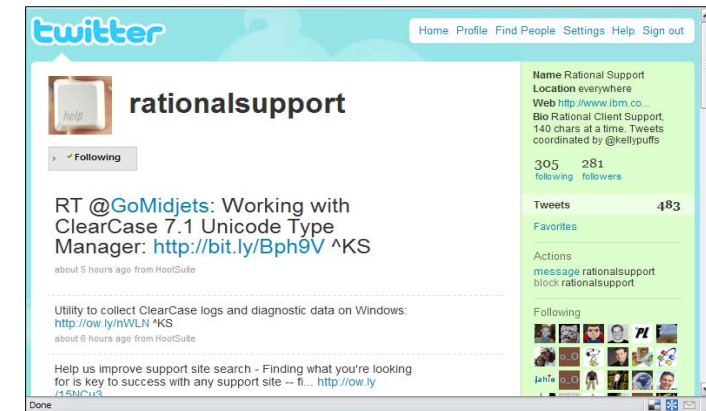 twitter
Home Profile Find People Settings Help Sign out
help
rationalsupport
Following
RT @GoMidjets: Working with
ClearCase 7.1 Unicode Type
Manager: http://bit.ly/Bph9V ^KS
about 5 hours ago from HootSuite
Utility to collect ClearCase logs and diagnostic data on Windows:
http://ow.ly/nWLN ^KS
about 6 hours ago from HootSuite
Help us improve support site search - Finding what you're looking
for is key to success with any support site -- fi... http://ow.ly
/15NCu3
Name Rational Support
Location everywhere
Web http://www.ibm.co...
Bio Rational Client Support,
140 chars at a time. Tweets
coordinated by @kellypuffs
305 281
following followers
Tweets 483
Favorites
Actions
message rationalsupport
block rationalsupport
Following
PL
o_O
Jahia o_O
Done